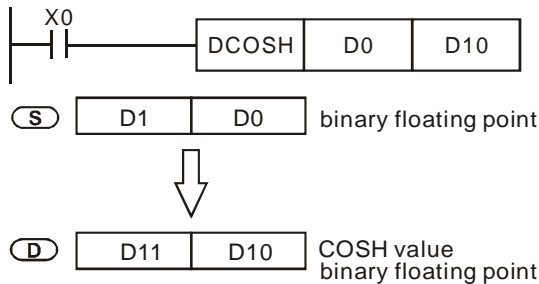 X0
DCOSH D0 D10
S D1 D0 binary floating point
D D11 D10 COSH value
binary floating point